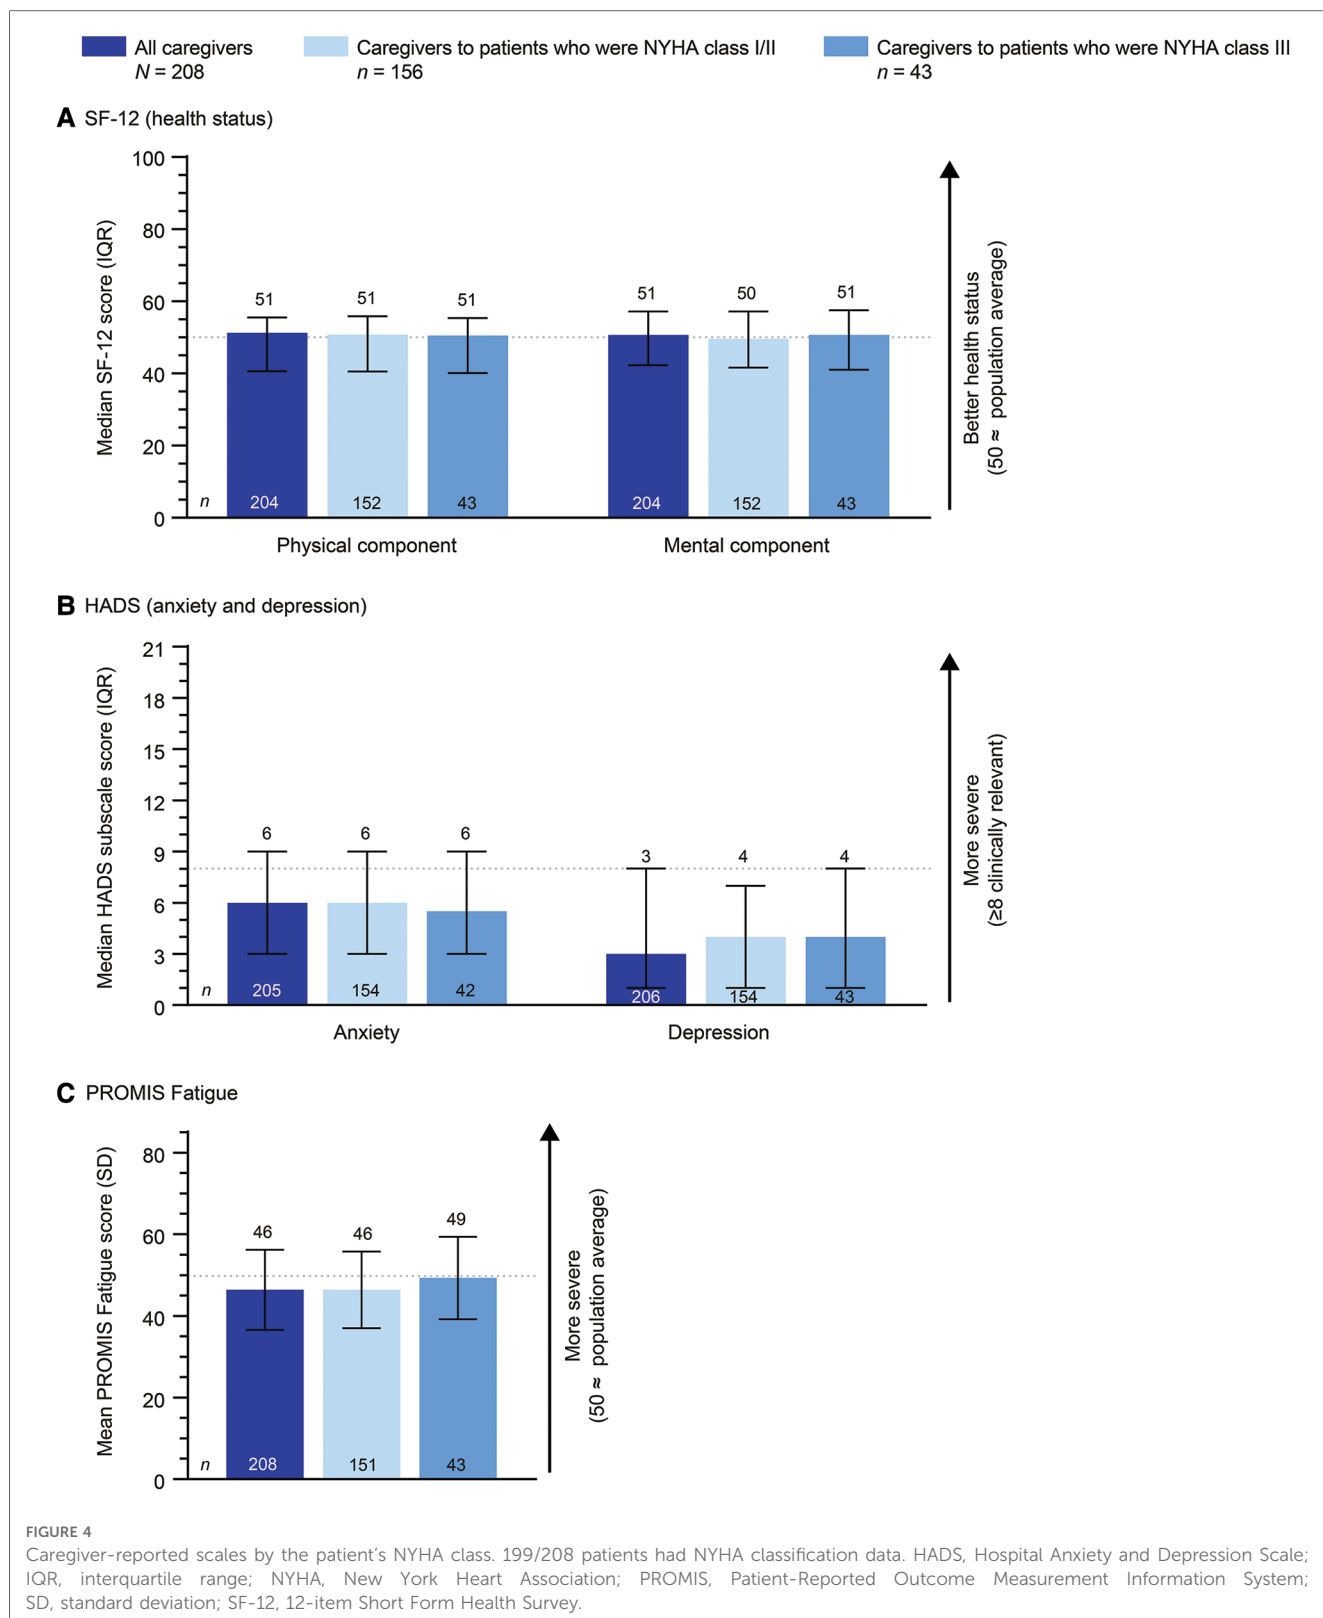 All caregivers
N = 208
Caregivers to patients who were NYHA class I/II
n = 156
Caregivers to patients who were NYHA class III
n = 43
A SF-12 (health status)
Median SF-12 score (IQR)
100
80
60
40
20
0
51
51
51
51
50
51
n
204
152
43
204
152
43
Physical component
Mental component
Better health status
(50 ≈ population average)
B HADS (anxiety and depression)
Median HADS subscale score (IQR)
21
18
15
12
9
6
3
0
6
6
6
3
4
4
n
205
154
42
206
154
43
Anxiety
Depression
More severe
(≥8 clinically relevant)
C PROMIS Fatigue
Mean PROMIS Fatigue score (SD)
80
60
40
20
0
46
46
49
n
208
151
43
More severe
(50 ≈ population average)
FIGURE 4
Caregiver-reported scales by the patient's NYHA class. 199/208 patients had NYHA classification data. HADS, Hospital Anxiety and Depression Scale;
IQR, interquartile range; NYHA, New York Heart Association; PROMIS, Patient-Reported Outcome Measurement Information System;
SD, standard deviation; SF-12, 12-item Short Form Health Survey.